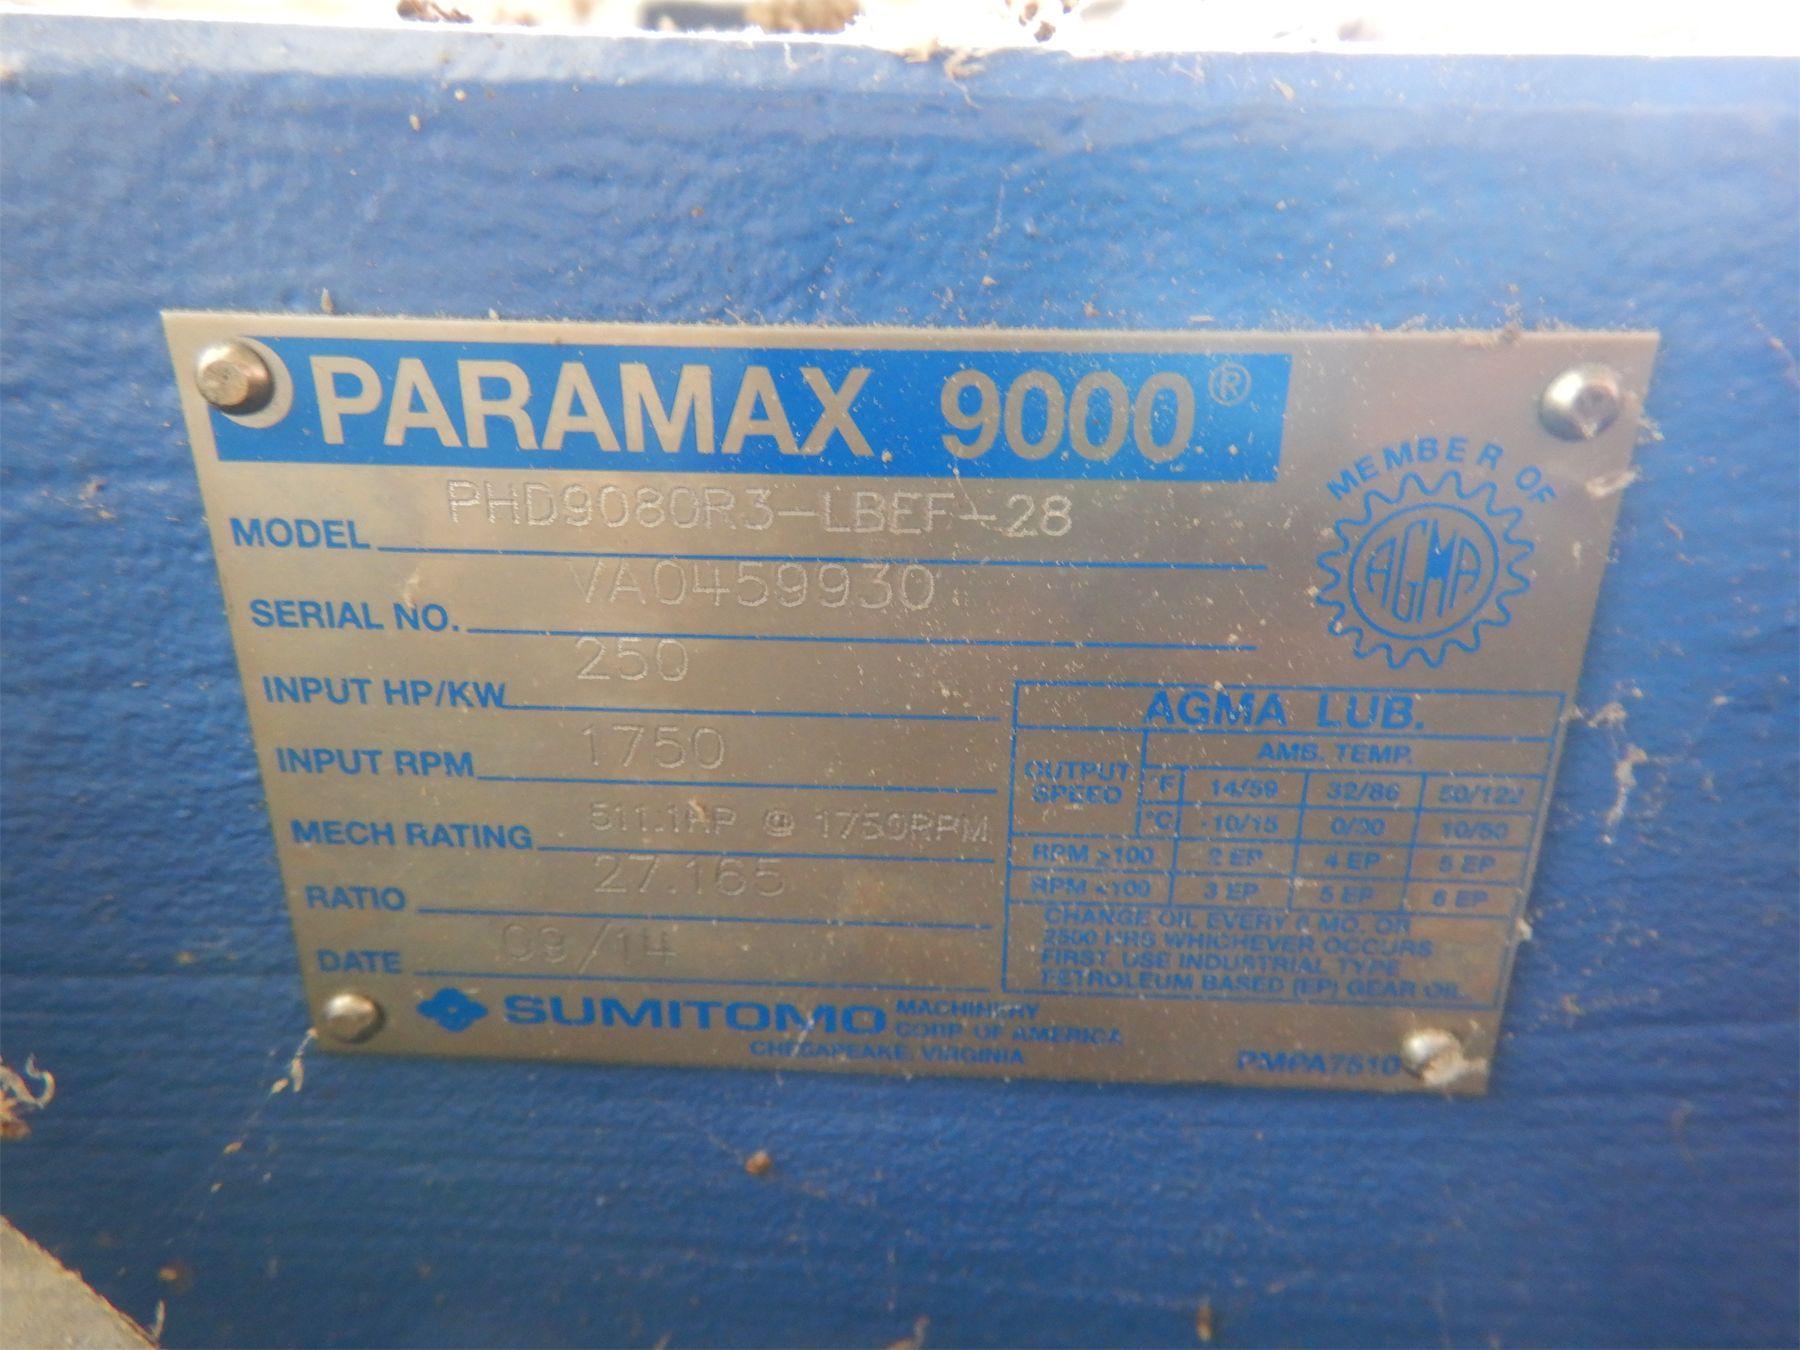 PARAMAX 9000®
MODEL PHD9080R3-LBEF-28
SERIAL NO. VA0459930
INPUT HP/KW 250
INPUT RPM 1750
MECH RATING 511.1HP @ 1750RPM
RATIO 27.165
DATE 09/14
MEMBER OF
AGMA
AGMA LUB.
OUTPUT SPEED AMB. TEMP.
°F 14/59 32/86 50/122
°C -10/15 0/30 10/50
RPM >100 2 EP 4 EP 5 EP
RPM <100 3 EP 5 EP 6 EP
CHANGE OIL EVERY 6 MO. OR
2500 HRS WHICHEVER OCCURS
FIRST. USE INDUSTRIAL TYPE
PETROLEUM BASED (EP) GEAR OIL.
SUMITOMO MACHINERY
CORP. OF AMERICA
CHESAPEAKE, VIRGINIA
PMPA7510